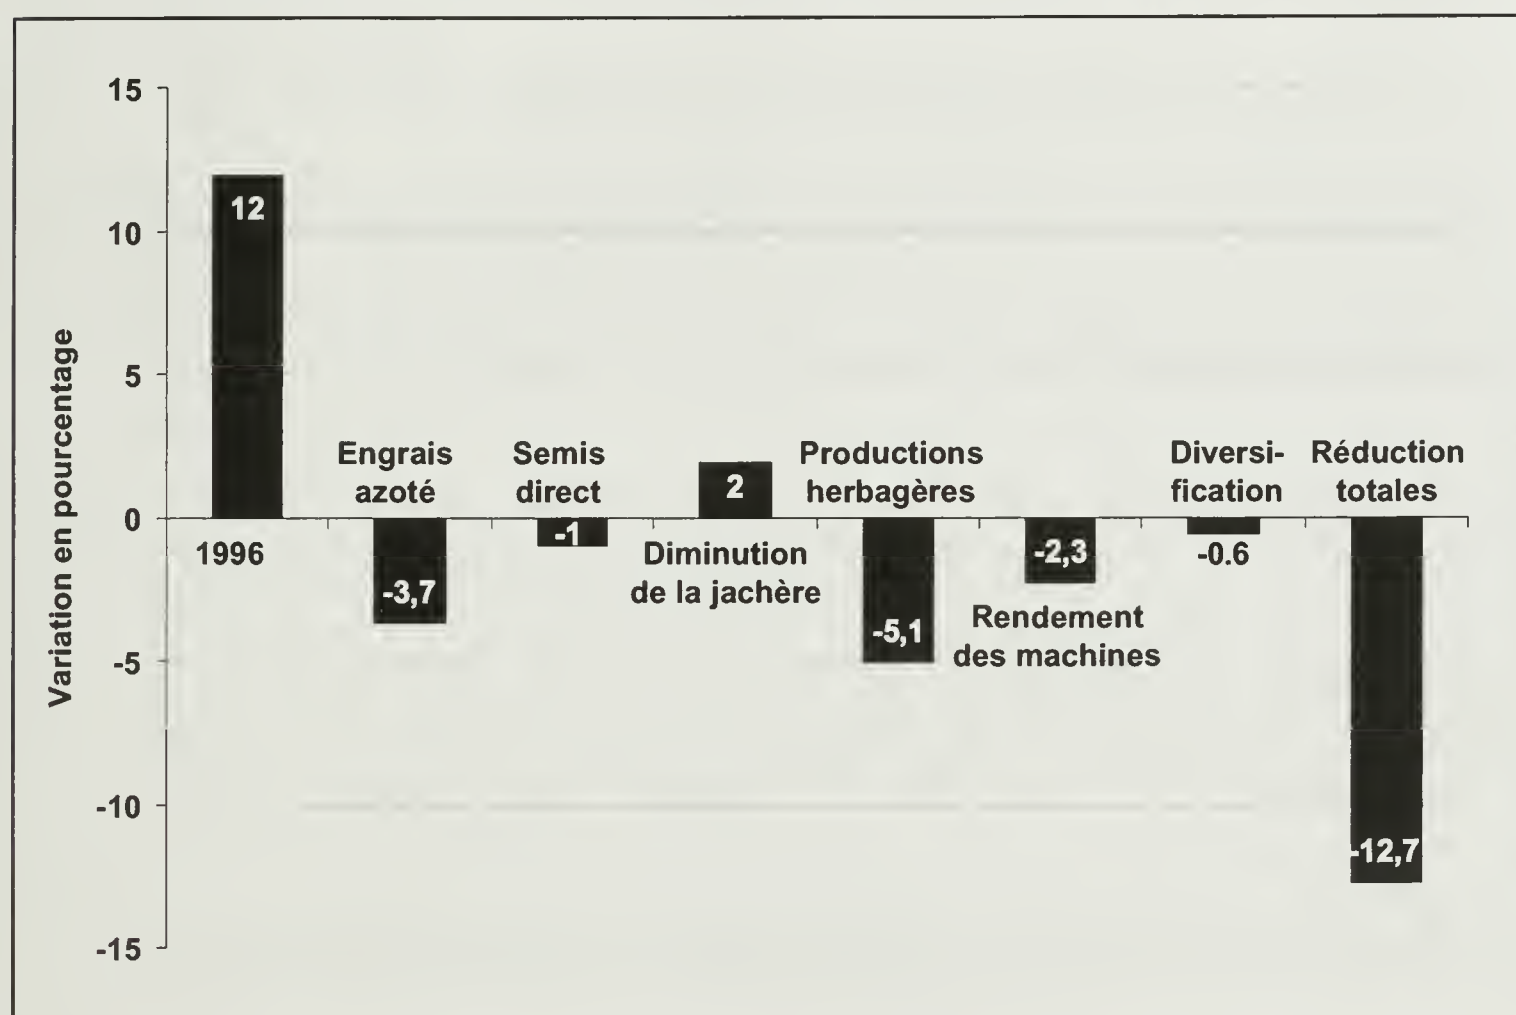 Variation en pourcentage
15
10
5
0
-5
-10
-15
12
1996
Engrais
azoté
-3,7
Semis
direct
-1
2
Diminution
de la jachère
Productions
herbagères
-5,1
-2,3
Rendement
des machines
Diversi-
fication
-0.6
Réduction
totales
-12,7